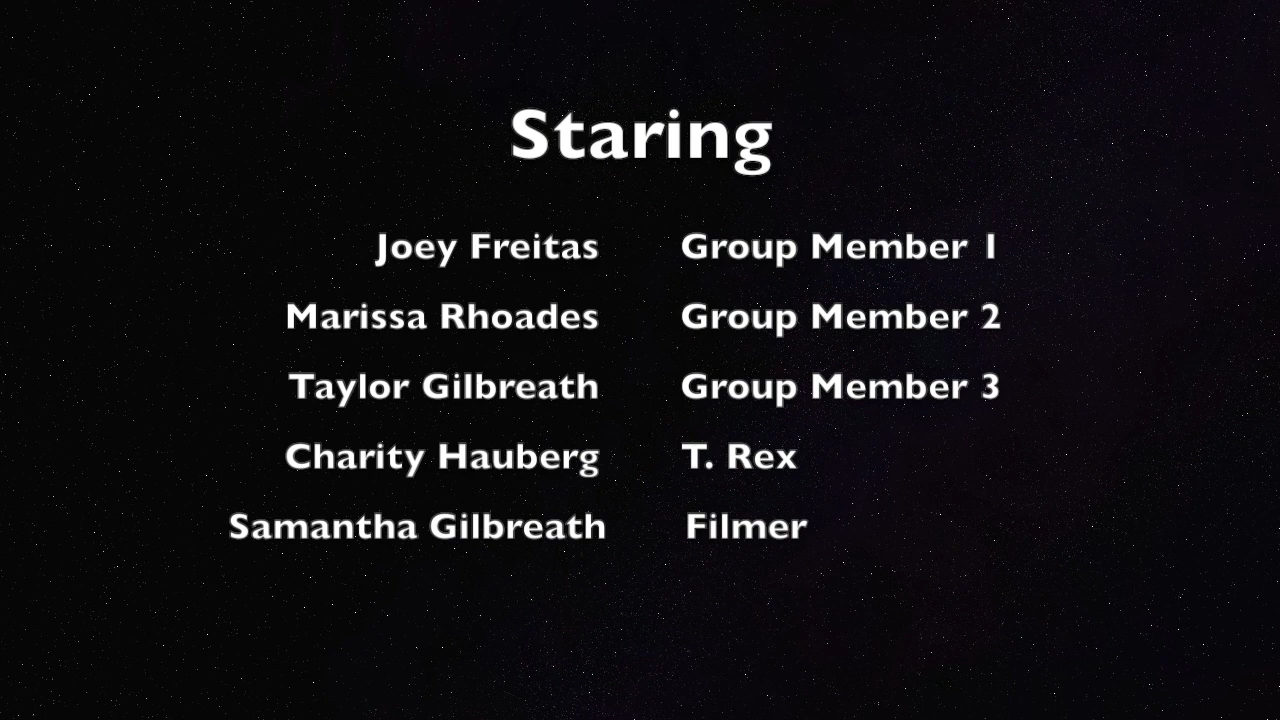 Staring
Joey Freitas Group Member 1
Marissa Rhoades Group Member 2
Taylor Gilbreath Group Member 3
Charity Hauberg T. Rex
Samantha Gilbreath Filmer